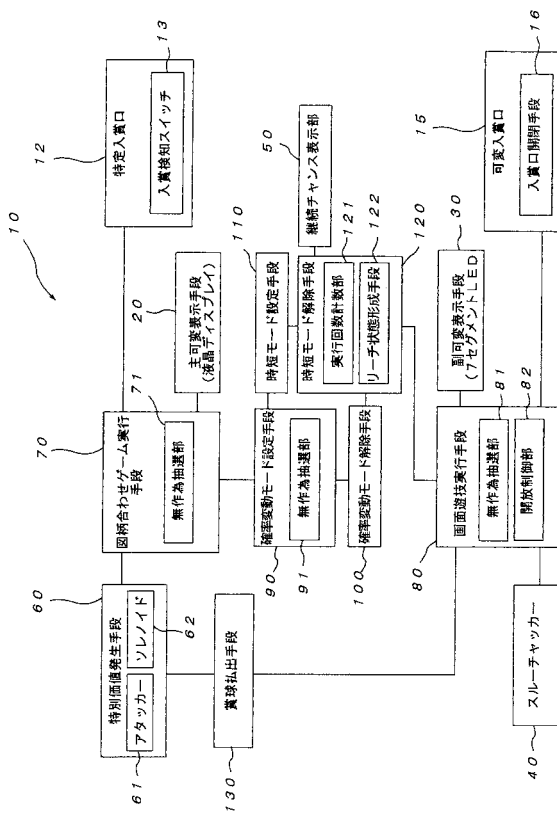 10
60
特別価値発生手段
アタッカー
ソレノイド
61
62
70
図柄合わせゲーム実行
手段
無作為抽選部
71
12
特定入賞口
入賞検知スイッチ
13
20
主可変表示手段
(液晶ディスプレイ)
130
賞球払出手段
90
確率変動モード設定手段
無作為抽選部
91
110
時短モード設定手段
100
確率変動モード解除手段
時短モード解除手段
実行回数計数部
121
リーチ状態形成手段
122
120
50
継続チャンス表示部
40
スルーチャッカー
80
画面遊技実行手段
無作為抽選部
81
開放制御部
82
30
副可変表示手段
(7セグメントLED)
15
可変入賞口
入賞口開閉手段
16